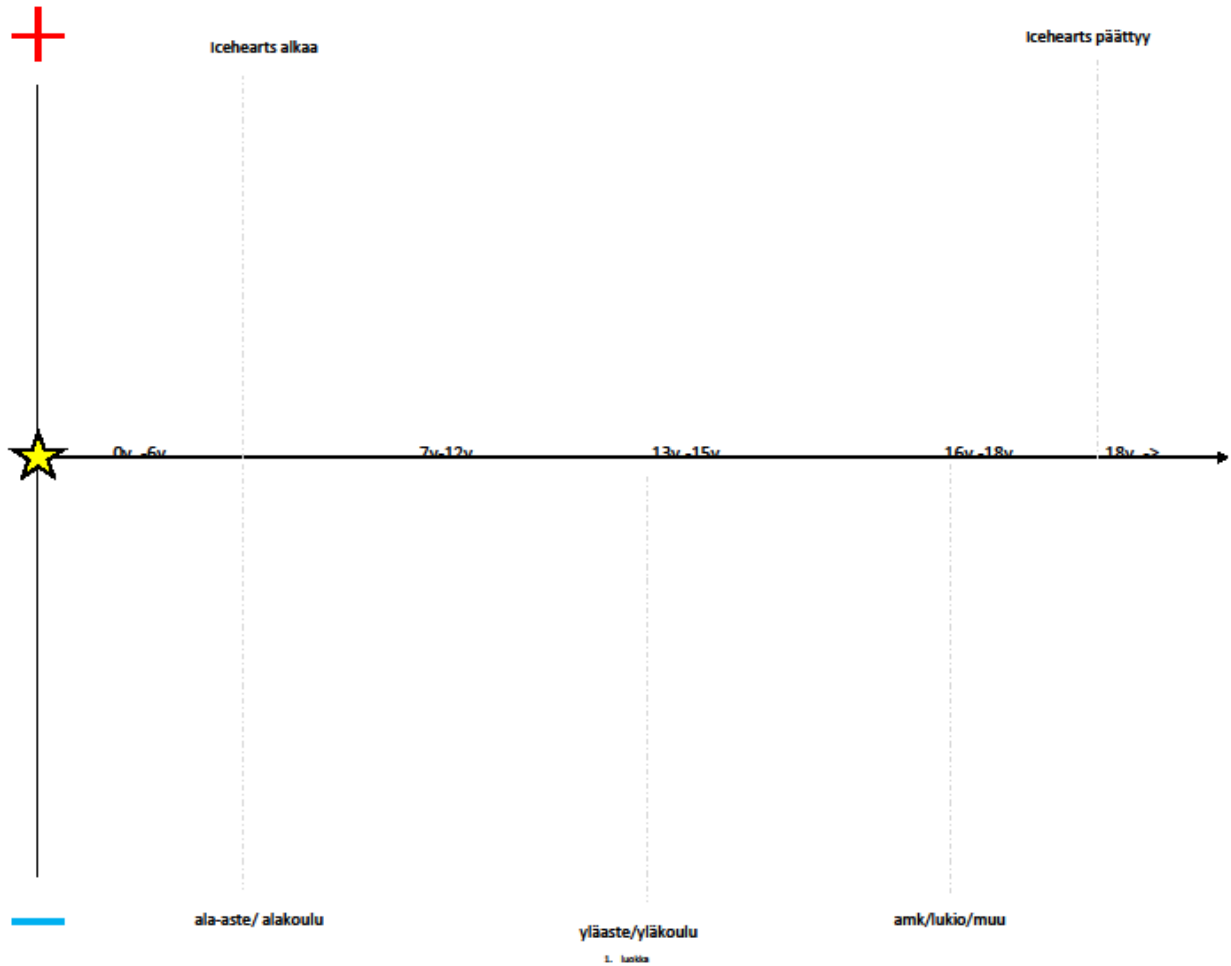 Icehearts alkaa
Icehearts päättyy
0v -6v
7v-12v
13v -15v
16v -18v
18v ->
ala-aste/ alakoulu
yläaste/yläkoulu
amk/lukio/muu
1. luokka